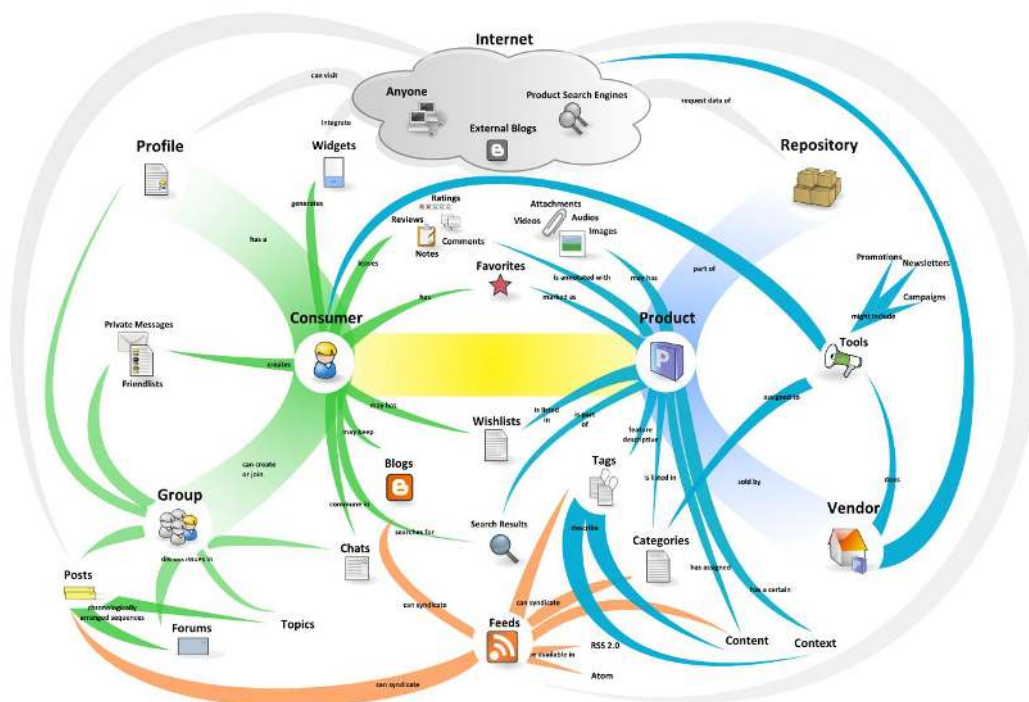 Internet
can visit
Anyone
Product Search Engines
request data of
Integrate
External Blogs
Profile
Widgets
Repository
generates
Ratings
Attachments
Reviews
Videos
Audios
Comments
Images
Notes
has a
leaves
Favorites
is annotated with
may has
part of
Promotions
Newsletters
has
marked as
Campaigns
Consumer
Product
might include
Private Messages
Tools
creates
Friendlists
may has
is listed
in
is part
of
assigned to
Wishlists
feature
descriptive
may keep
can create
or join
Blogs
Tags
is listed in
sold by
Group
commune in
searches for
Search Results
describe
Categories
Vendor
Chats
has assigned
Posts
has a certain
chronologically
arranged sequences
can syndicate
can syndicate
Forums
Topics
Feeds
Content
Context
RSS 2.0
available in
can syndicate
Atom